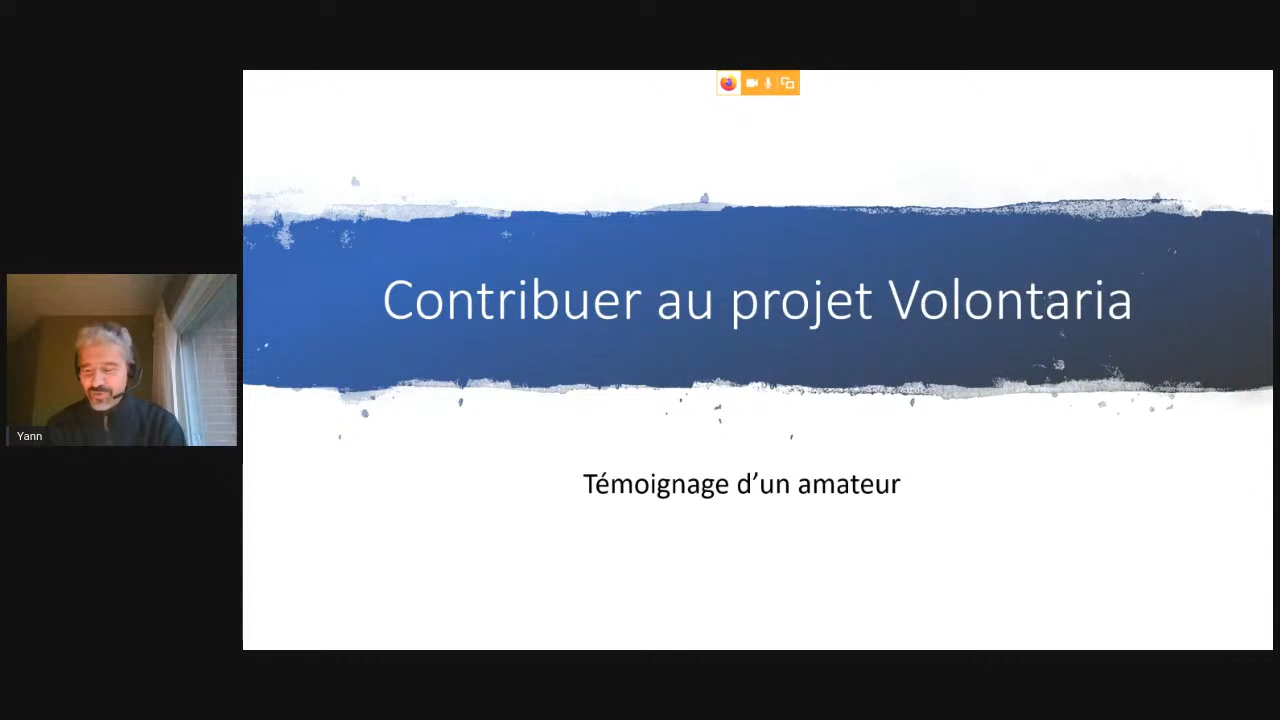 Contribuer au projet Volontaria
Yann
Témoignage d’un amateur